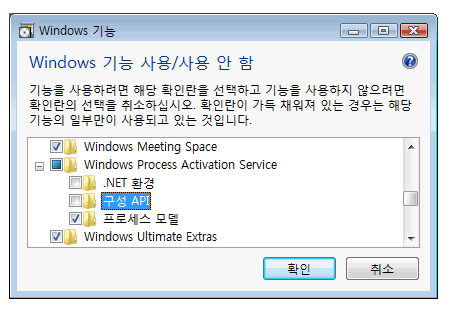 Windows 기능
Windows 기능 사용/사용 안 함
기능을 사용하려면 해당 확인란을 선택하고 기능을 사용하지 않으려면
확인란의 선택을 취소하십시오. 확인란이 가득 채워져 있는 경우는 해당
기능의 일부만이 사용되고 있는 것입니다.
Windows Meeting Space
Windows Process Activation Service
.NET 환경
구성 API
프로세스 모델
Windows Ultimate Extras
확인 취소